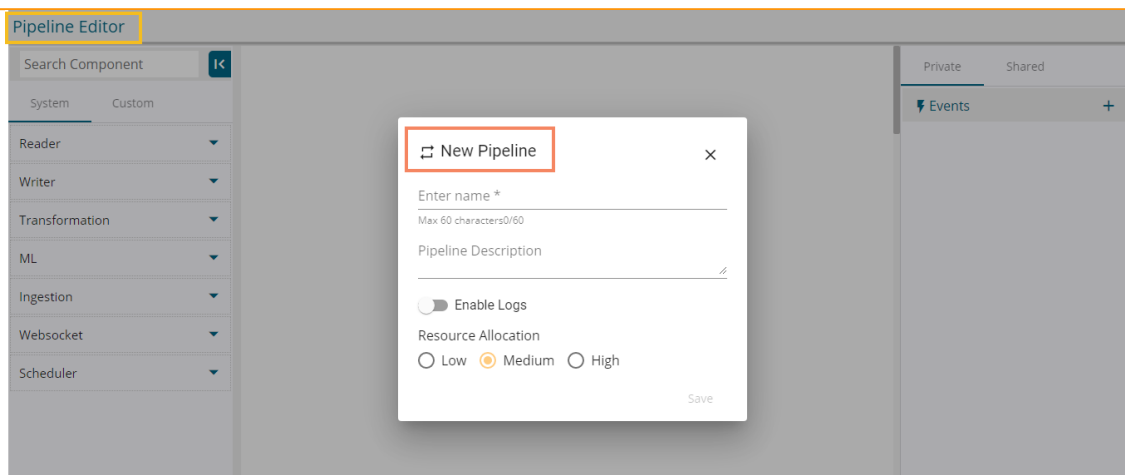 Pipeline Editor
Search Component
System Custom
Reader
Writer
Transformation
ML
Ingestion
Websocket
Scheduler
New Pipeline
Enter name *
Max 60 characters0/60
Pipeline Description
Enable Logs
Resource Allocation
Low Medium High
Save
Private Shared
Events